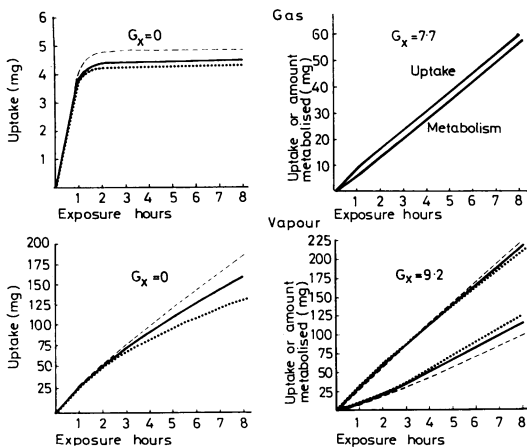 Gas
Uptake (mg)
6
5
4
3
2
1
Gx=0
1 2 3 4 5 6 7 8
Exposure hours
Uptake or amount
metabolised (mg)
60
50
40
30
20
10
Gx=7·7
Uptake
Metabolism
1 2 3 4 5 6 7 8
Exposure hours
Vapour
Uptake (mg)
200
175
150
125
100
75
50
25
Gx=0
1 2 3 4 5 6 7 8
Exposure hours
Uptake or amount
metabolised (mg)
225
200
175
150
125
100
75
50
25
Gx=9·2
1 2 3 4 5 6 7 8
Exposure hours